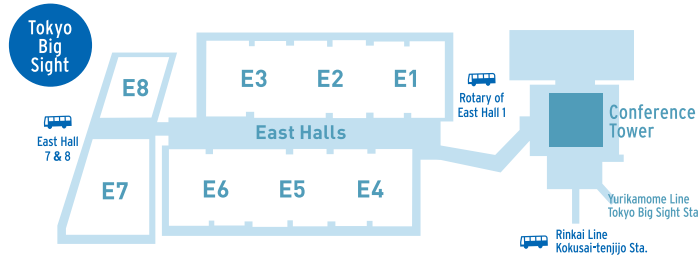 Tokyo
Big
Sight
E8
E3
E2
E1
Rotary of
East Hall 1
Conference
Tower
East Hall
7 & 8
East Halls
E7
E6
E5
E4
Yurikamome Line
Tokyo Big Sight Sta
Rinkai Line
Kokusai-tenjijo Sta.